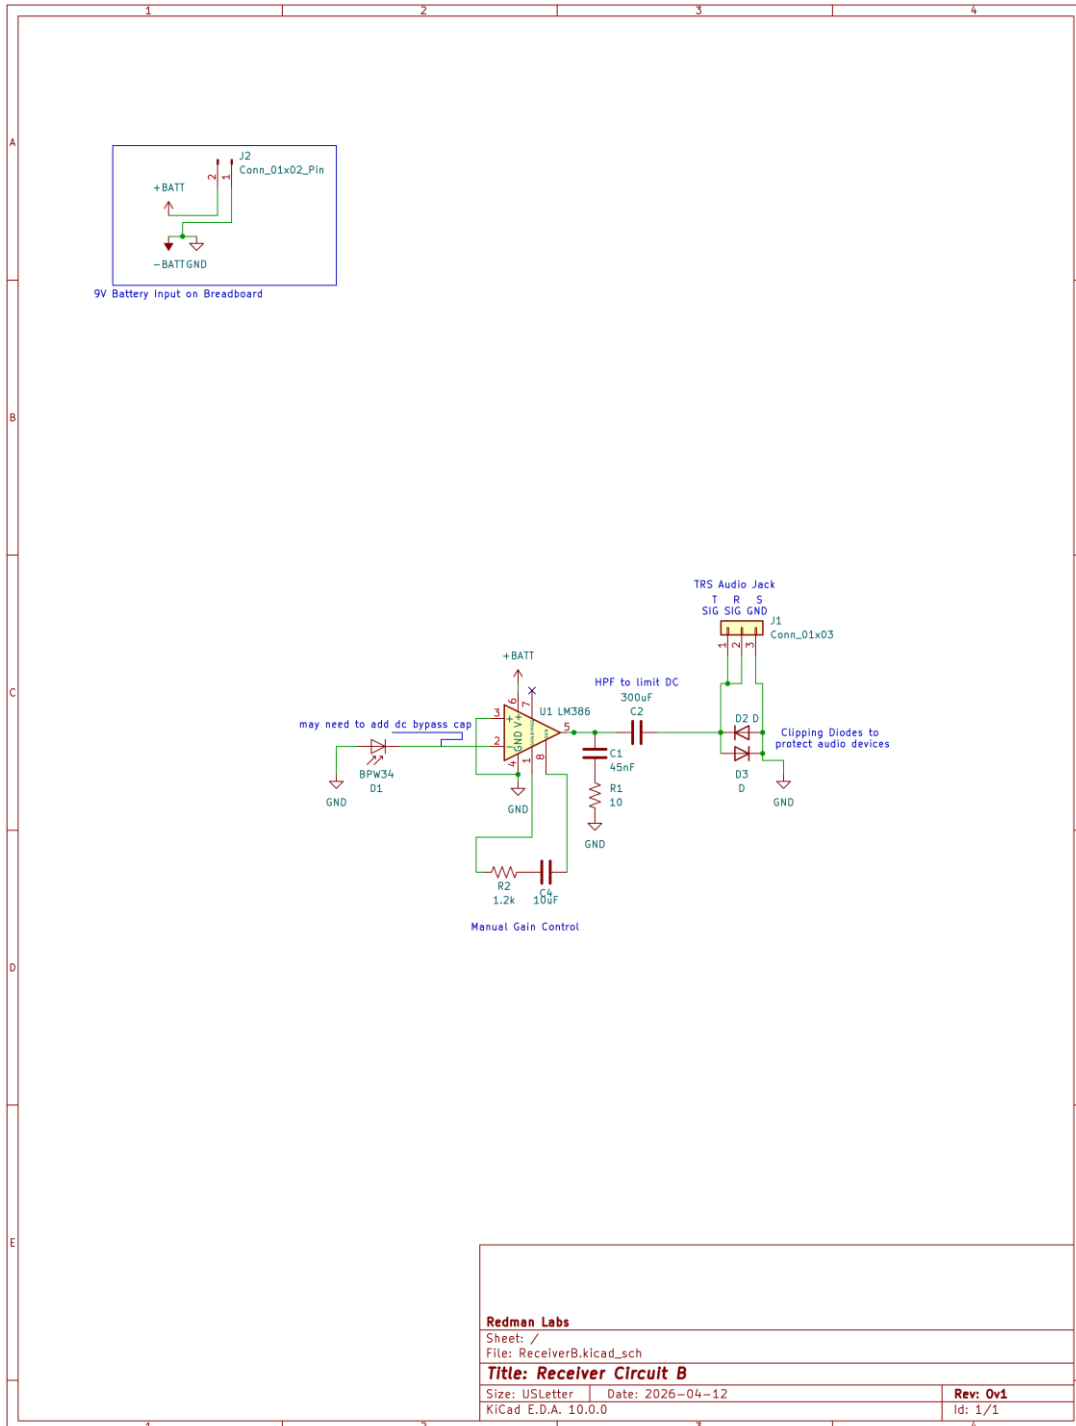 1 2 3 4
A
J2
Conn_01x02_Pin
2 1
+BATT
-BATT GND
9V Battery Input on Breadboard
B
TRS Audio Jack
T R S
SIG SIG GND
J1
Conn_01x03
1 2 3
+BATT
C
HPF to limit DC
300uF
C2
6 7
U1 LM386
may need to add dc bypass cap
3
+
V+
5
D2 D
Clipping Diodes to
protect audio devices
2
-
GND
4 1 8
C1
45nF
BPW34
D1
D3
D
R1
10
GND
GND
GND
GND
R2
1.2k
C4
10uF
Manual Gain Control
D
E
Redman Labs
Sheet: /
File: ReceiverB.kicad_sch
Title: Receiver Circuit B
Size: USLetter Date: 2026-04-12 Rev: 0v1
KiCad E.D.A. 10.0.0 Id: 1/1
1 2 3 4